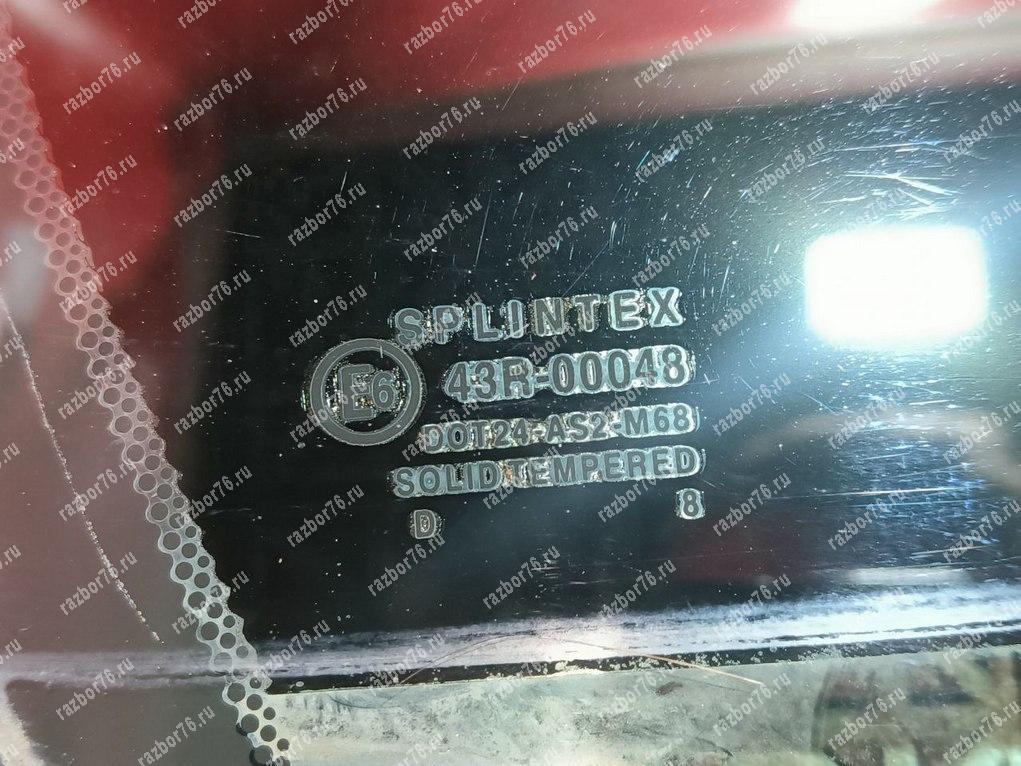 SPLINTEX
E6 43R-00048
DOT24-AS2-M68
SOLID TEMPERED
D 8
razbor76.ru